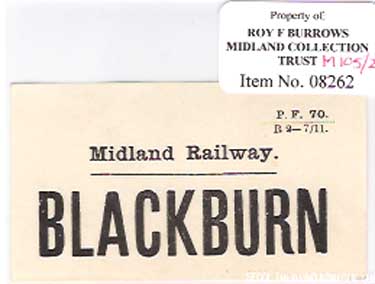 Property of:
ROY F BURROWS
MIDLAND COLLECTION
TRUST M105/2
Item No. 08262
P. F. 70.
B 2—7/11.
Midland Railway.
BLACKBURN